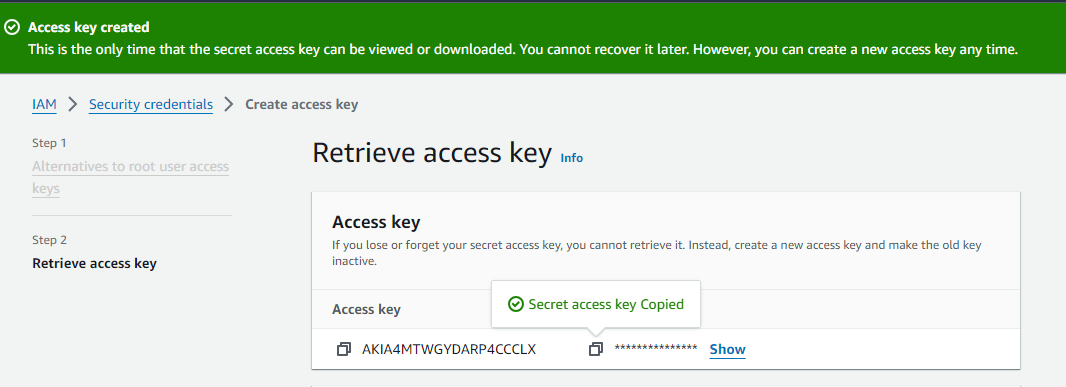 Access key created
This is the only time that the secret access key can be viewed or downloaded. You cannot recover it later. However, you can create a new access key any time.
IAM > Security credentials > Create access key
Step 1
Alternatives to root user access
keys
Step 2
Retrieve access key
Retrieve access key Info
Access key
If you lose or forget your secret access key, you cannot retrieve it. Instead, create a new access key and make the old key
inactive.
Access key
Secret access key Copied
AKIA4MTWGYDARP4CCCLX *************** Show